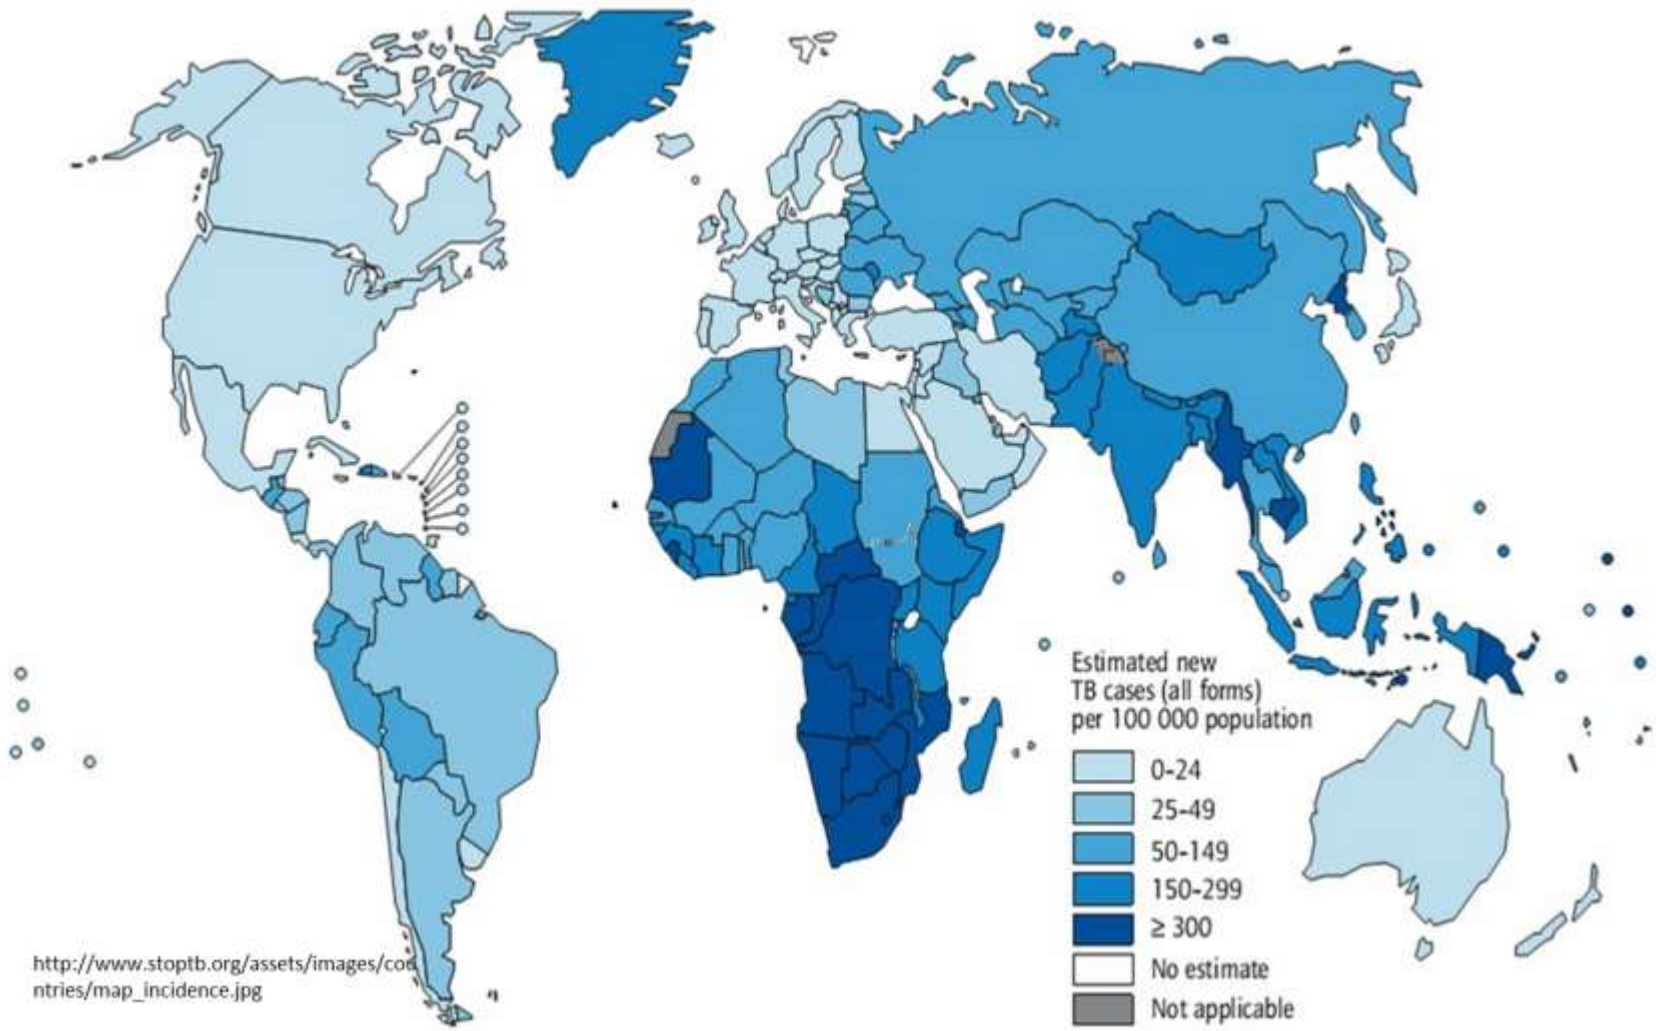 Estimated new
TB cases (all forms)
per 100 000 population
0-24
25-49
50-149
150-299
≥ 300
No estimate
Not applicable
http://www.stoptb.org/assets/images/cou
ntries/map_incidence.jpg